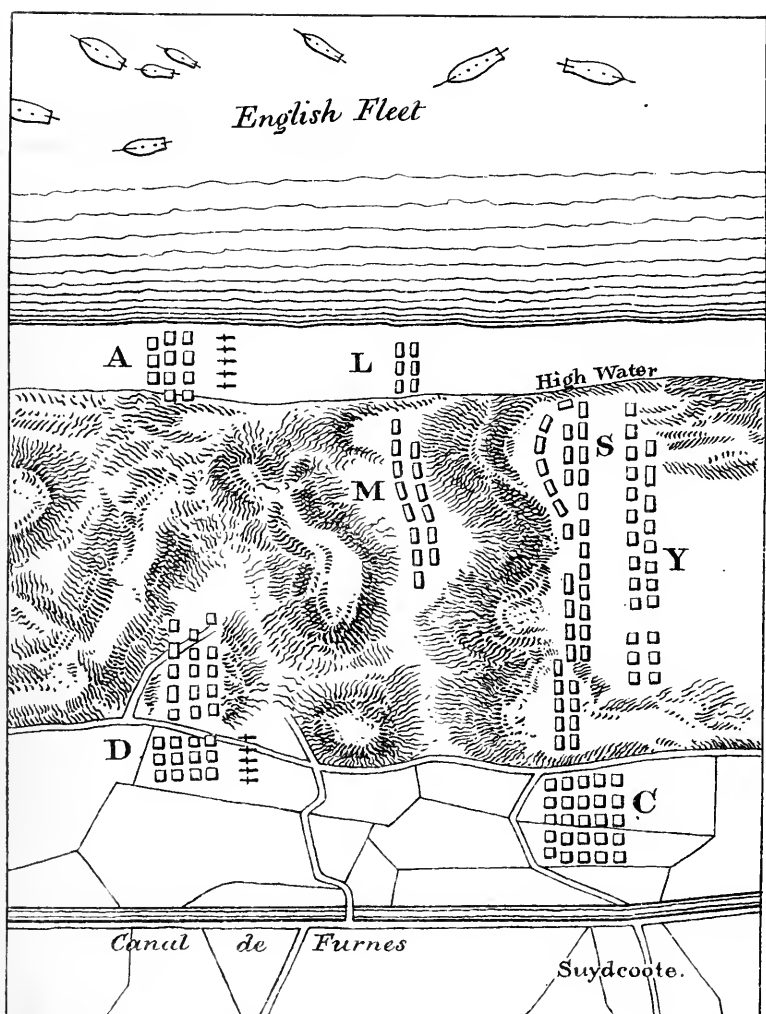 English Fleet
A
L
High Water
S
M
Y
D
C
Canal de Furnes
Suydcoote.